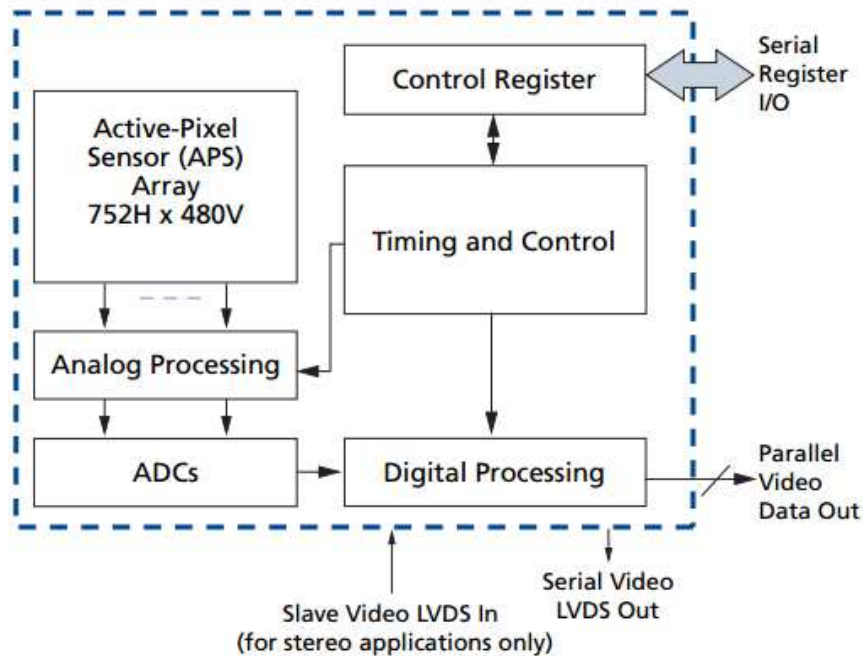 Control Register
Serial
Register
I/O
Active-Pixel
Sensor (APS)
Array
752H x 480V
Timing and Control
Analog Processing
ADCs
Digital Processing
Parallel
Video
Data Out
Slave Video LVDS In
(for stereo applications only)
Serial Video
LVDS Out